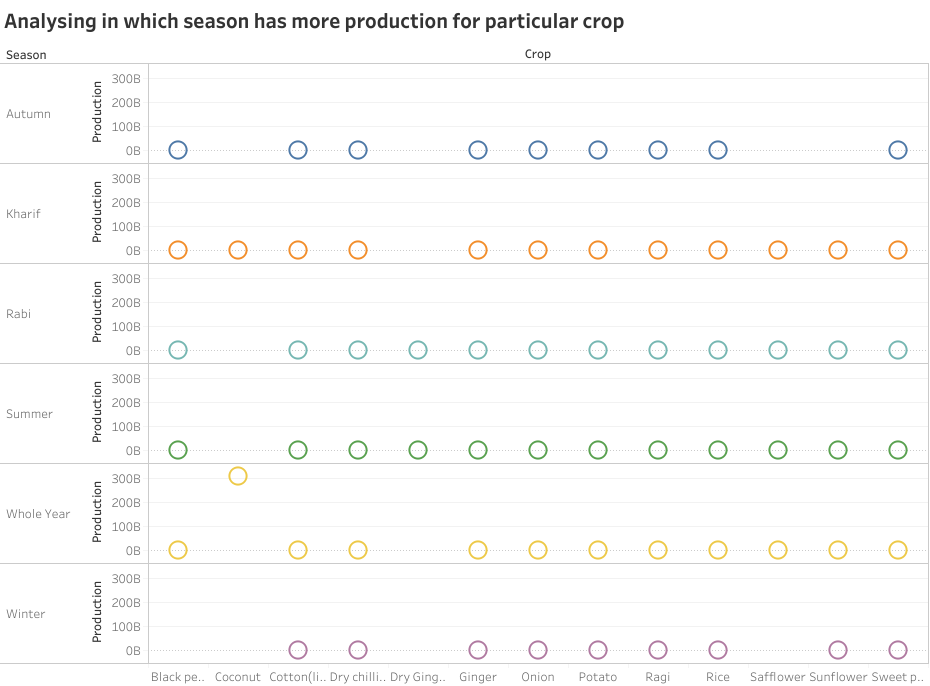 Analysing in which season has more production for particular crop
Season
Crop
Autumn
Production
300B
200B
100B
0B
Kharif
Production
300B
200B
100B
0B
Rabi
Production
300B
200B
100B
0B
Summer
Production
300B
200B
100B
0B
Whole Year
Production
300B
200B
100B
0B
Winter
Production
300B
200B
100B
0B
Black pe.. Coconut Cotton(li.. Dry chilli.. Dry Ging.. Ginger Onion Potato Ragi Rice Safflower Sunflower Sweet p..